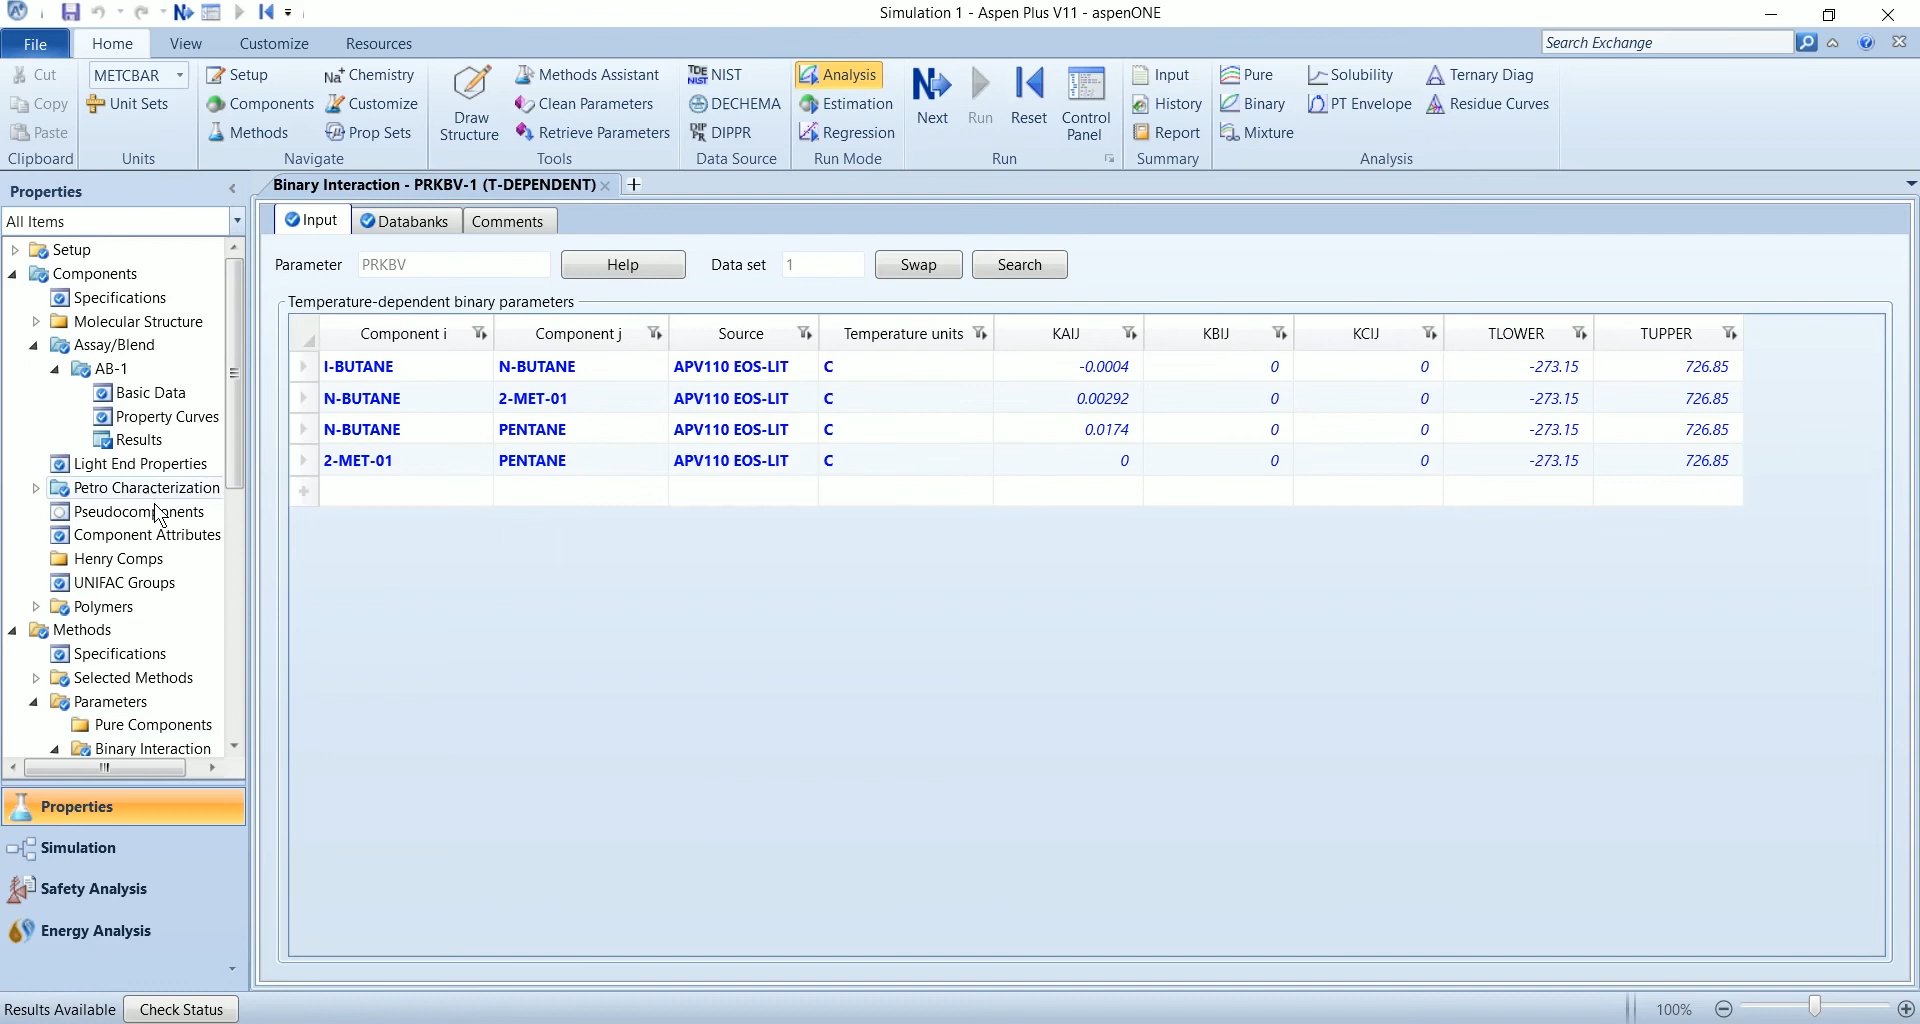 Simulation 1 - Aspen Plus V11 - aspenONE
File Home View Customize Resources Search Exchange
Cut METCBAR Setup Chemistry Methods Assistant NIST Analysis Input Pure Solubility Ternary Diag
Copy Unit Sets Components Customize Clean Parameters DECHEMA Estimation History Binary PT Envelope Residue Curves
Paste Methods Prop Sets Draw Structure Retrieve Parameters DIPPR Regression Next Run Reset Control Panel Report Mixture
Clipboard Units Navigate Tools Data Source Run Mode Run Summary Analysis
Properties Binary Interaction - PRKBV-1 (T-DEPENDENT) +
All Items Input Databanks Comments
Parameter PRKBV Help Data set 1 Swap Search
Temperature-dependent binary parameters
Component i Component j Source Temperature units KAIJ KBIJ KCIJ TLOWER TUPPER
I-BUTANE N-BUTANE APV110 EOS-LIT C -0.0004 0 0 -273.15 726.85
N-BUTANE 2-MET-01 APV110 EOS-LIT C 0.00292 0 0 -273.15 726.85
N-BUTANE PENTANE APV110 EOS-LIT C 0.0174 0 0 -273.15 726.85
2-MET-01 PENTANE APV110 EOS-LIT C 0 0 0 -273.15 726.85
Setup
Components
Specifications
Molecular Structure
Assay/Blend
AB-1
Basic Data
Property Curves
Results
Light End Properties
Petro Characterization
Pseudocomponents
Component Attributes
Henry Comps
UNIFAC Groups
Polymers
Methods
Specifications
Selected Methods
Parameters
Pure Components
Binary Interaction
Properties
Simulation
Safety Analysis
Energy Analysis
Results Available Check Status 100%